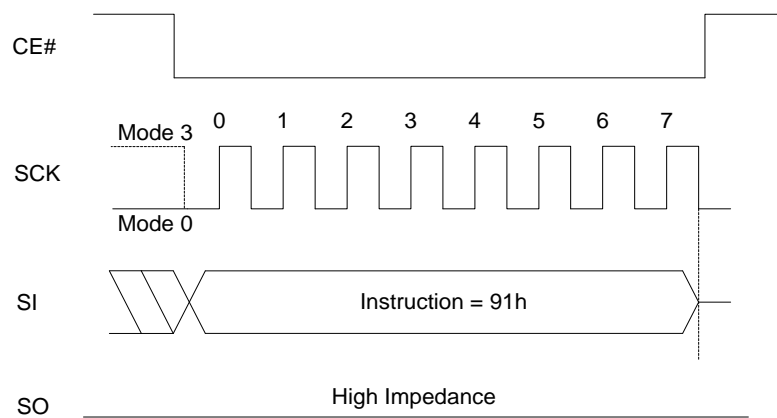 CE#
0 1 2 3 4 5 6 7
Mode 3
SCK
Mode 0
SI
Instruction = 91h
SO
High Impedance